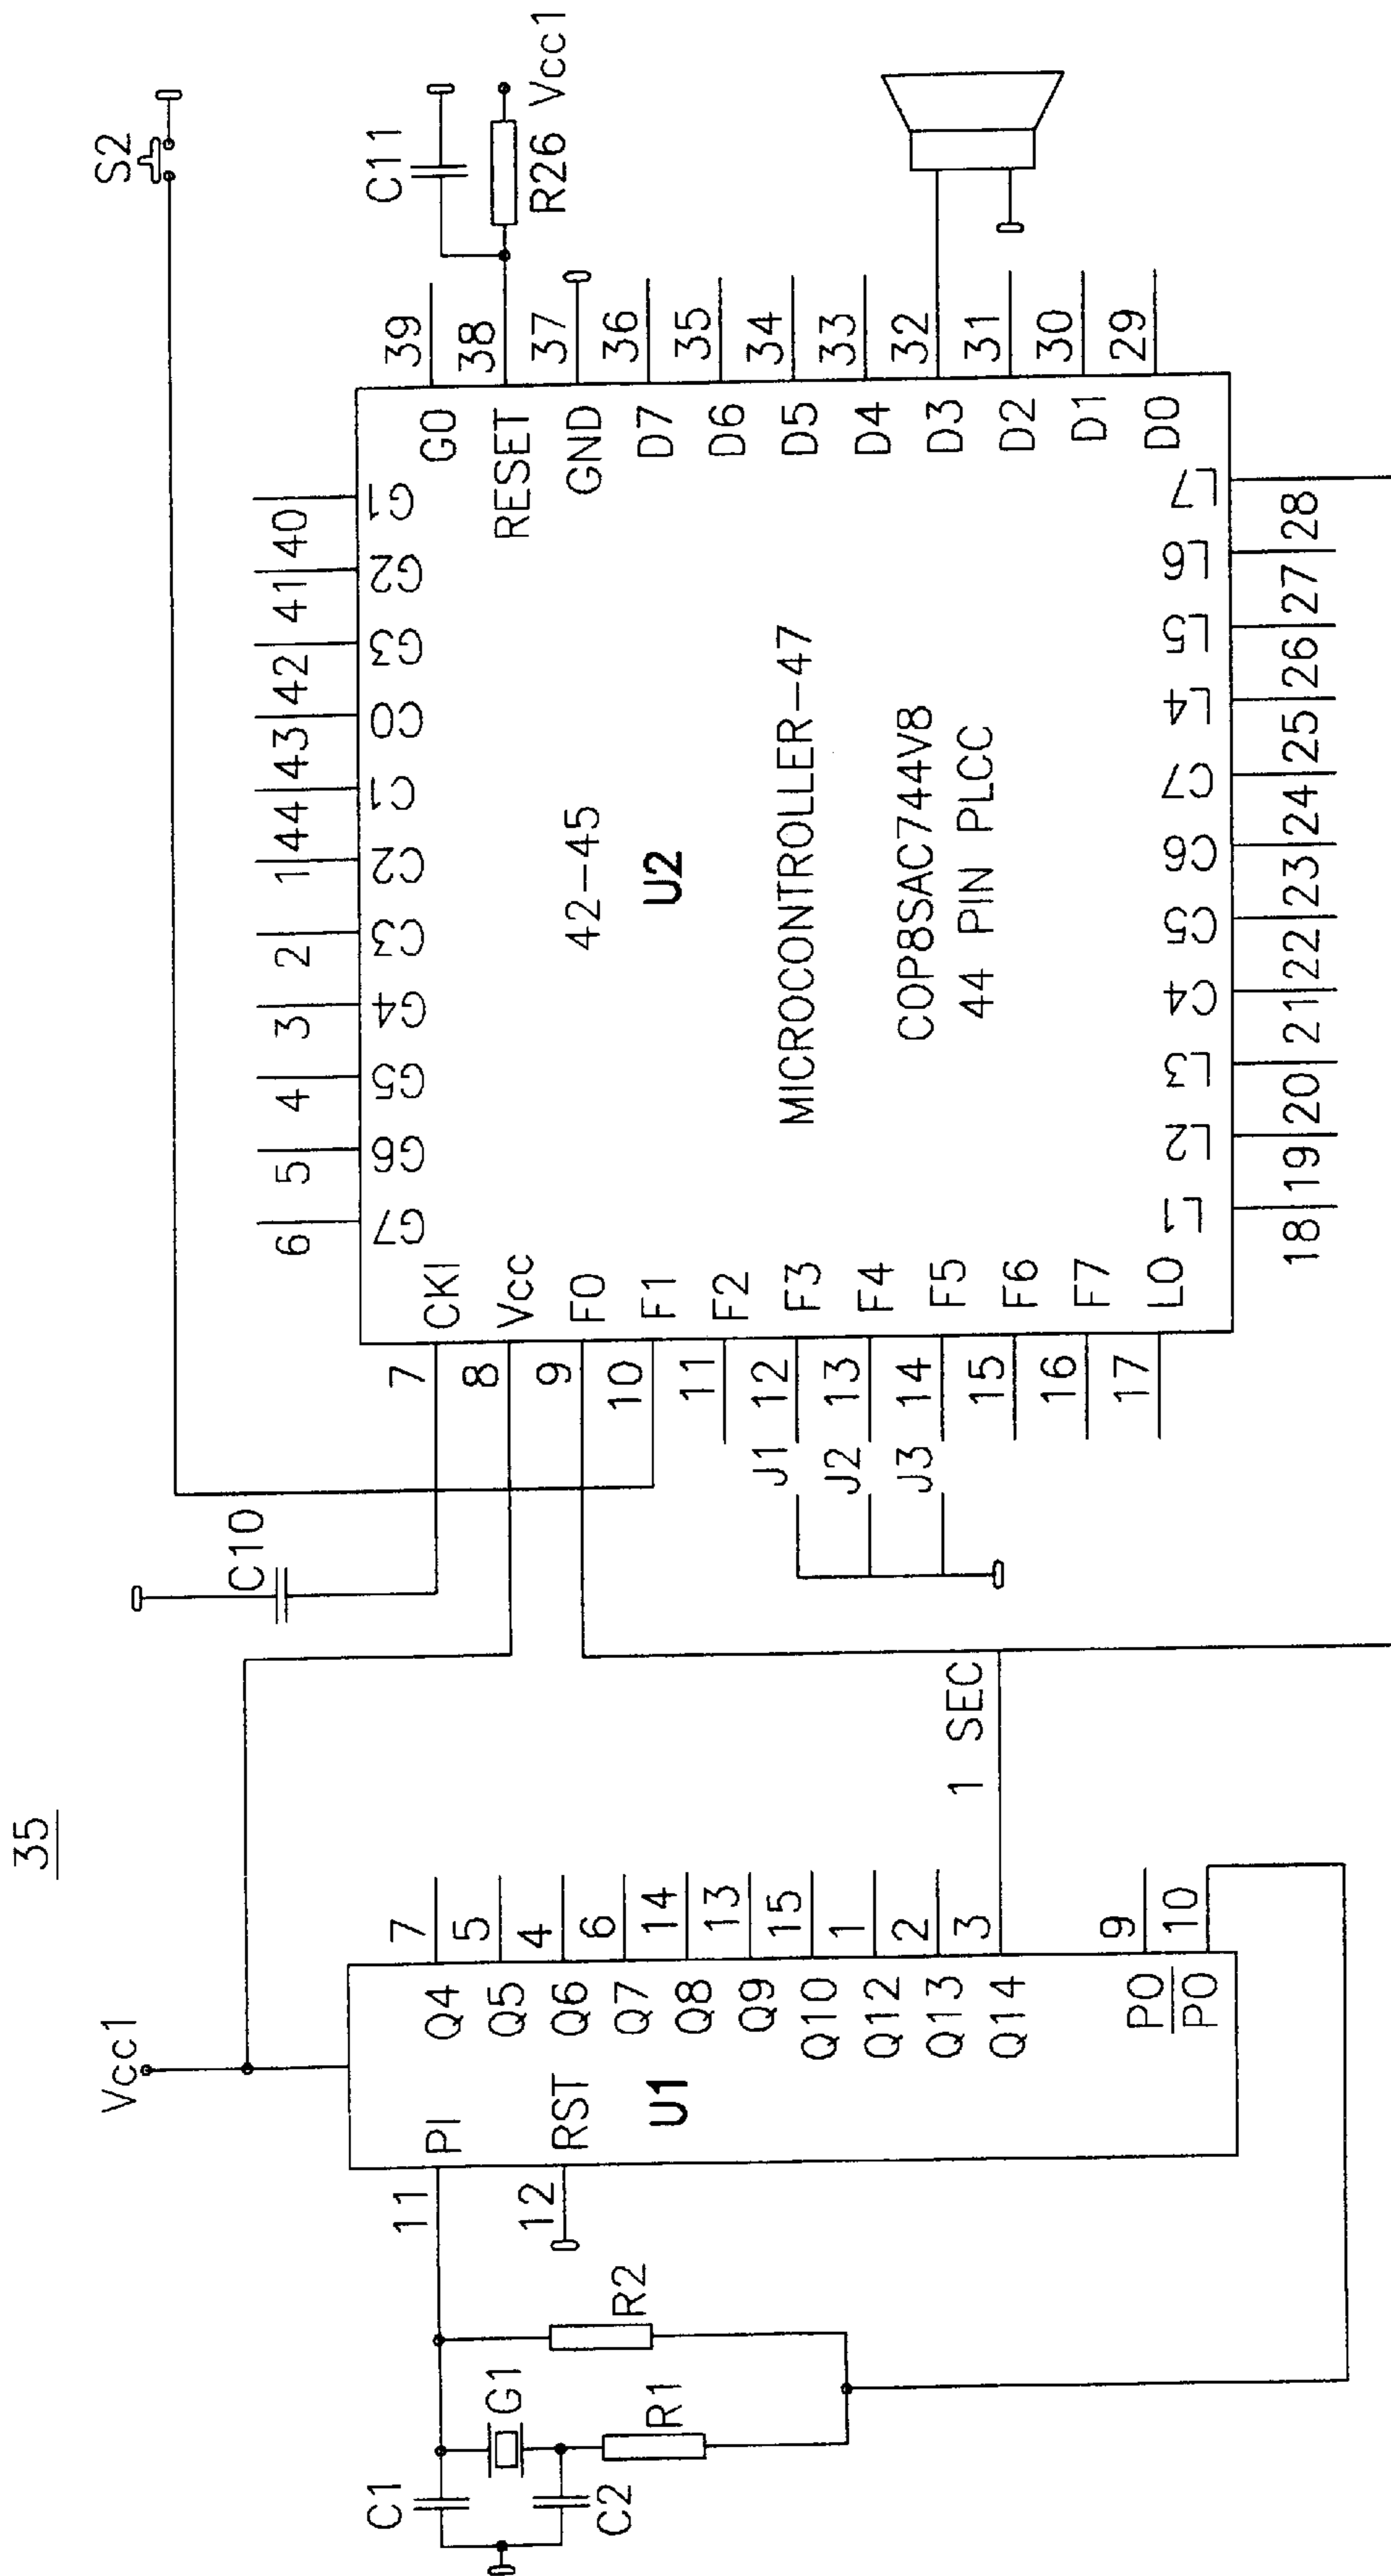 35
Vcc1
C1
G1
C2
R1
R2
11
PI
12
RST
U1
Q4 7
Q5 5
Q6 4
Q7 6
Q8 14
Q9 13
Q10 15
Q12 1
Q13 2
Q14 3
PO 9
PO 10
1 SEC
C10
S2
7 CKI
8 Vcc
9 F0
10 F1
11 F2
J1 12 F3
J2 13 F4
J3 14 F5
15 F6
16 F7
17 L0
6 5 4 3 2 1 44 43 42 41 40
G7 G6 G5 G4 C3 C2 C1 C0 G3 G2 G1
42-45
U2
MICROCONTROLLER-47
COP8SAC744V8
44 PIN PLCC
G0 39
RESET 38
GND 37
D7 36
D6 35
D5 34
D4 33
D3 32
D2 31
D1 30
D0 29
L1 L2 L3 C4 C5 C6 C7 L4 L5 L6 L7
18 19 20 21 22 23 24 25 26 27 28
C11
R26
Vcc1